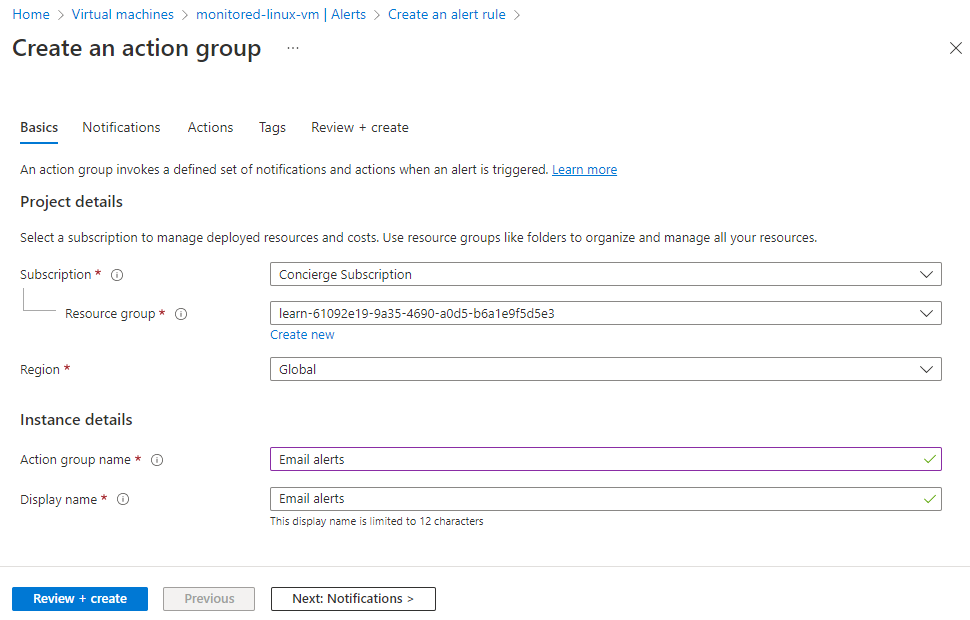 Home > Virtual machines > monitored-linux-vm | Alerts > Create an alert rule >
Create an action group ...
Basics Notifications Actions Tags Review + create
An action group invokes a defined set of notifications and actions when an alert is triggered. Learn more
Project details
Select a subscription to manage deployed resources and costs. Use resource groups like folders to organize and manage all your resources.
Subscription * Concierge Subscription
Resource group * learn-61092e19-9a35-4690-a0d5-b6a1e9f5d5e3
Create new
Region * Global
Instance details
Action group name * Email alerts
Display name * Email alerts
This display name is limited to 12 characters
Review + create Previous Next: Notifications >